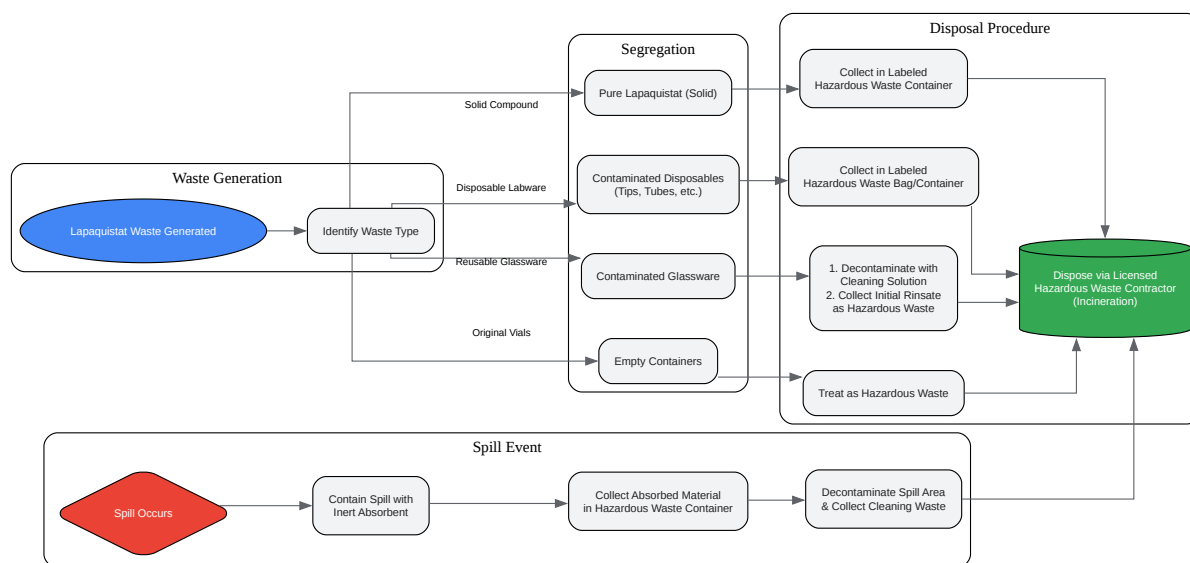 Disposal Procedure
Segregation
Collect in Labeled
Hazardous Waste Container
Pure Lapaquistat (Solid)
Solid Compound
Waste Generation
Collect in Labeled
Hazardous Waste Bag/Container
Contaminated Disposables
(Tips, Tubes, etc.)
Disposable Labware
Lapaquistat Waste Generated
Identify Waste Type
Reusable Glassware
Contaminated Glassware
1. Decontaminate with
Cleaning Solution
2. Collect Initial Rinsate
as Hazardous Waste
Dispose via Licensed
Hazardous Waste Contractor
(Incineration)
Original Vials
Empty Containers
Treat as Hazardous Waste
Spill Event
Spill Occurs
Contain Spill with
Inert Absorbent
Collect Absorbed Material
in Hazardous Waste Container
Decontaminate Spill Area
& Collect Cleaning Waste